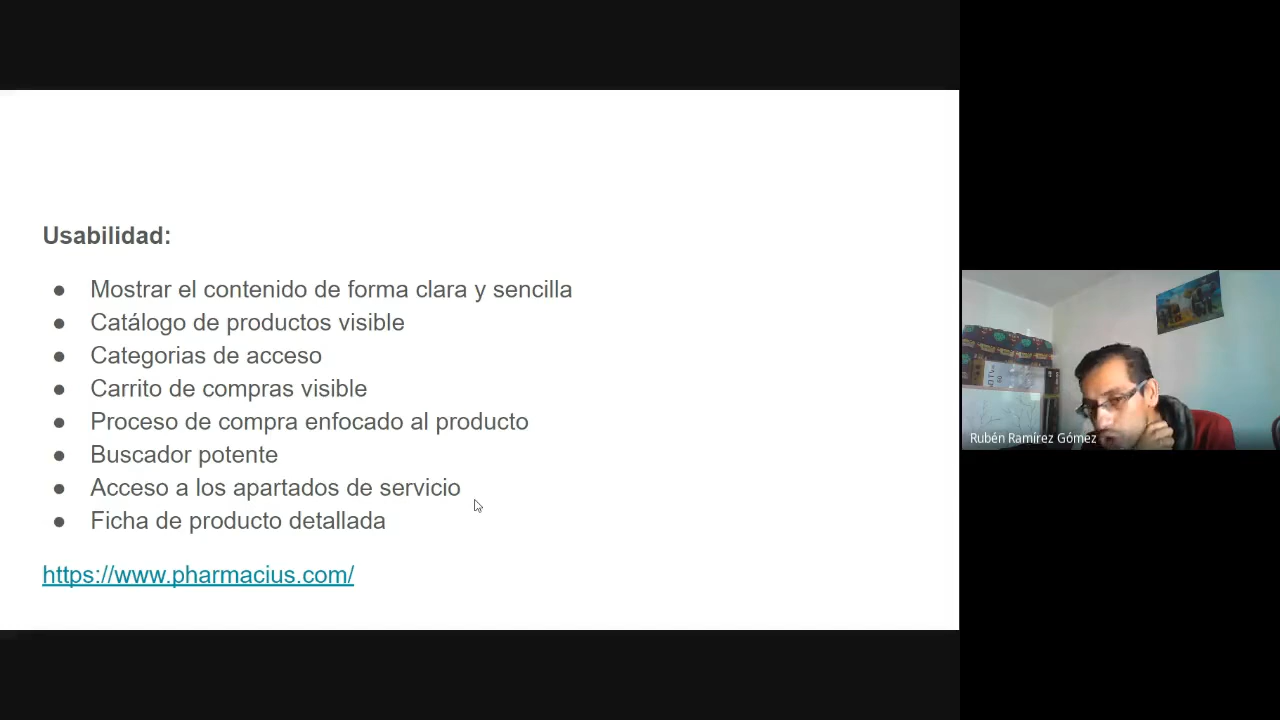 Usabilidad:
● Mostrar el contenido de forma clara y sencilla
● Catálogo de productos visible
● Categorias de acceso
● Carrito de compras visible
● Proceso de compra enfocado al producto
● Buscador potente
● Acceso a los apartados de servicio
● Ficha de producto detallada
https://www.pharmacius.com/
Rubén Ramírez Gómez